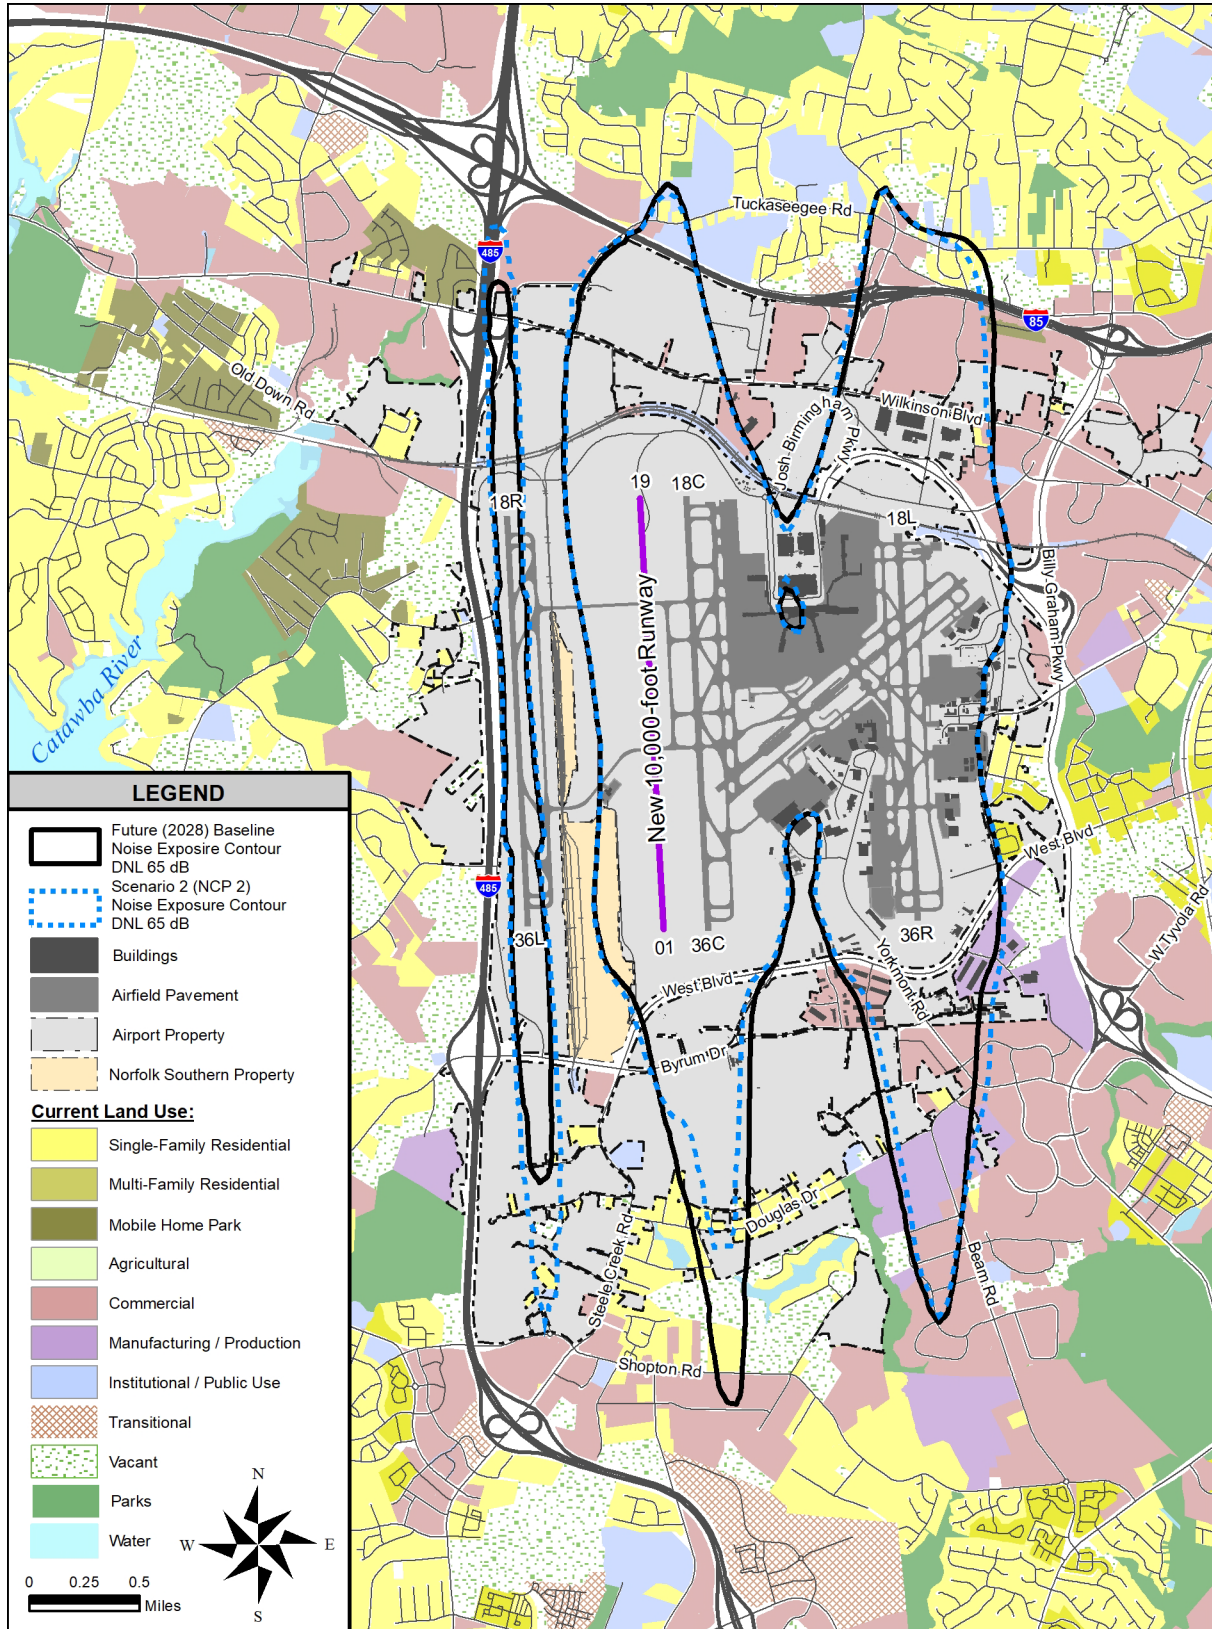 Tuckaseegee Rd
485
85
Old Down Rd
Wilkinson Blvd
Josh Birmingham Pkwy
18R
19
18C
18L
Billy Graham Pkwy
New 10,000-foot Runway
Catawba River
West Blvd
485
W Tyvola Rd
36L
01
36C
36R
Yorkmont Rd
West Blvd
Byrum Dr
Douglas Dr
Steele Creek Rd
Beam Rd
Shopton Rd
LEGEND
Future (2028) Baseline
Noise Exposire Contour
DNL 65 dB
Scenario 2 (NCP 2)
Noise Exposure Contour
DNL 65 dB
Buildings
Airfield Pavement
Airport Property
Norfolk Southern Property
Current Land Use:
Single-Family Residential
Multi-Family Residential
Mobile Home Park
Agricultural
Commercial
Manufacturing / Production
Institutional / Public Use
Transitional
Vacant
Parks
Water
N
W E
S
0 0.25 0.5
Miles